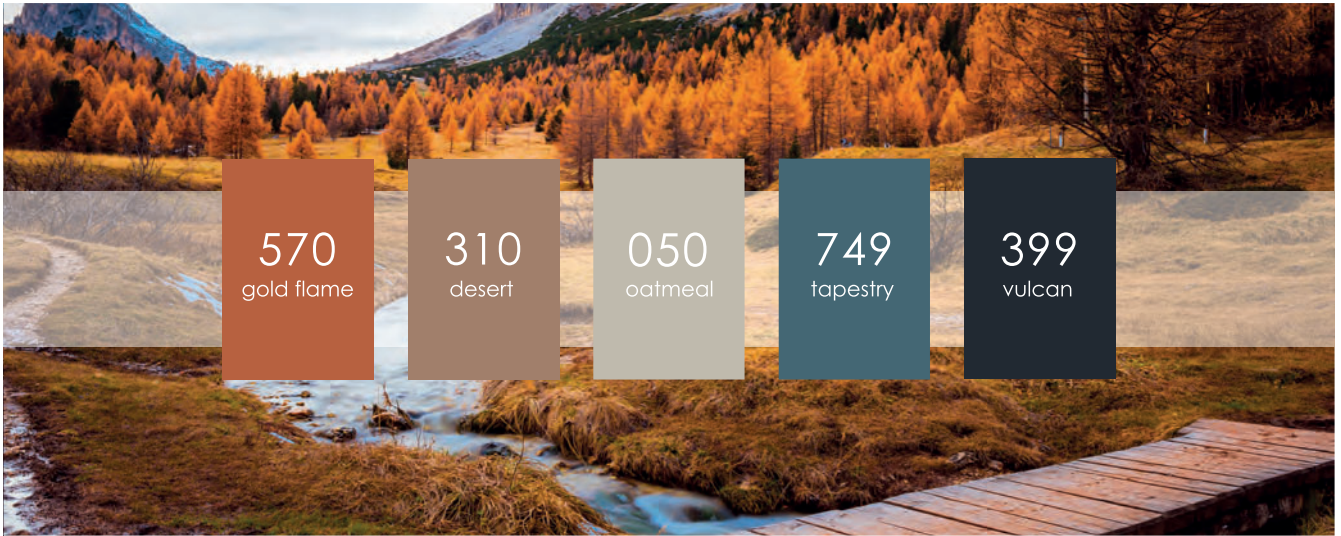 570
gold flame
310
desert
050
oatmeal
749
tapestry
399
vulcan